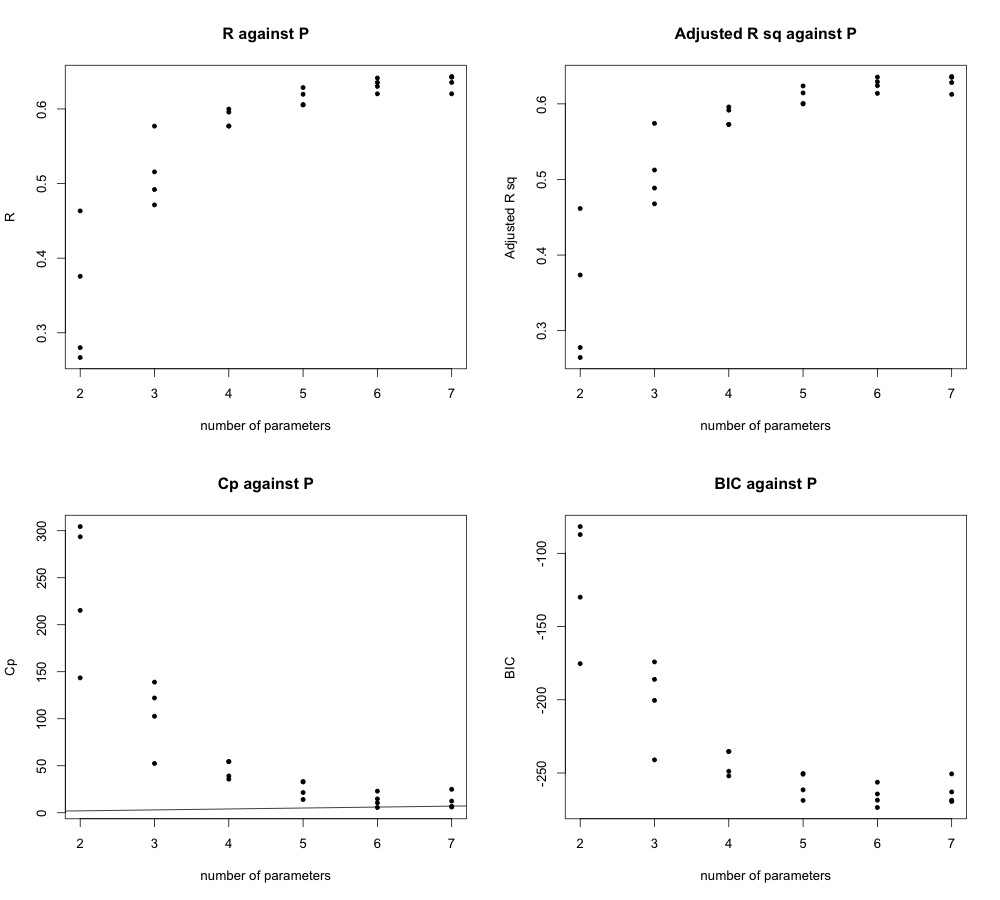 R against P
R
0.3
0.4
0.5
0.6
2 3 4 5 6 7
number of parameters
Adjusted R sq against P
Adjusted R sq
0.3
0.4
0.5
0.6
2 3 4 5 6 7
number of parameters
Cp against P
Cp
0
50
100
150
200
250
300
2 3 4 5 6 7
number of parameters
BIC against P
BIC
-250
-200
-150
-100
2 3 4 5 6 7
number of parameters